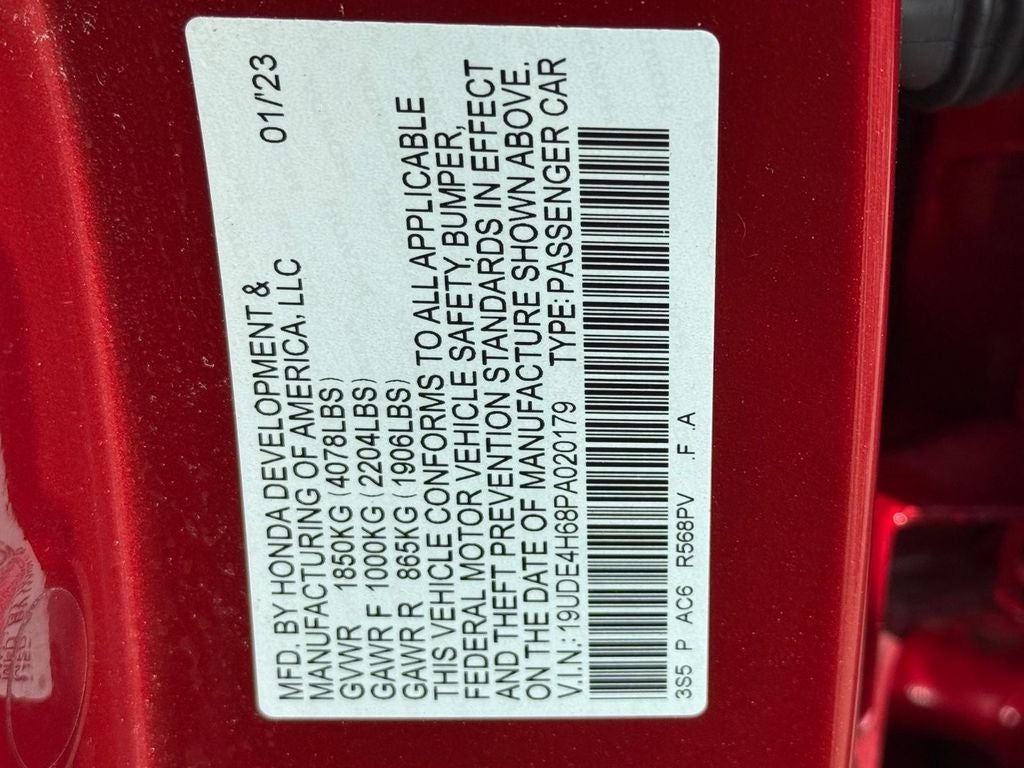 MFD. BY HONDA DEVELOPMENT &
MANUFACTURING OF AMERICA, LLC 01/'23
GVWR 1850KG (4078LBS)
GAWR F 1000KG (2204LBS)
GAWR R 865KG (1906LBS)
THIS VEHICLE CONFORMS TO ALL APPLICABLE
FEDERAL MOTOR VEHICLE SAFETY, BUMPER,
AND THEFT PREVENTION STANDARDS IN EFFECT
ON THE DATE OF MANUFACTURE SHOWN ABOVE.
V.I.N.: 19UDE4H68PA020179 TYPE: PASSENGER CAR
3S5 P AC6 R568PV .F .A